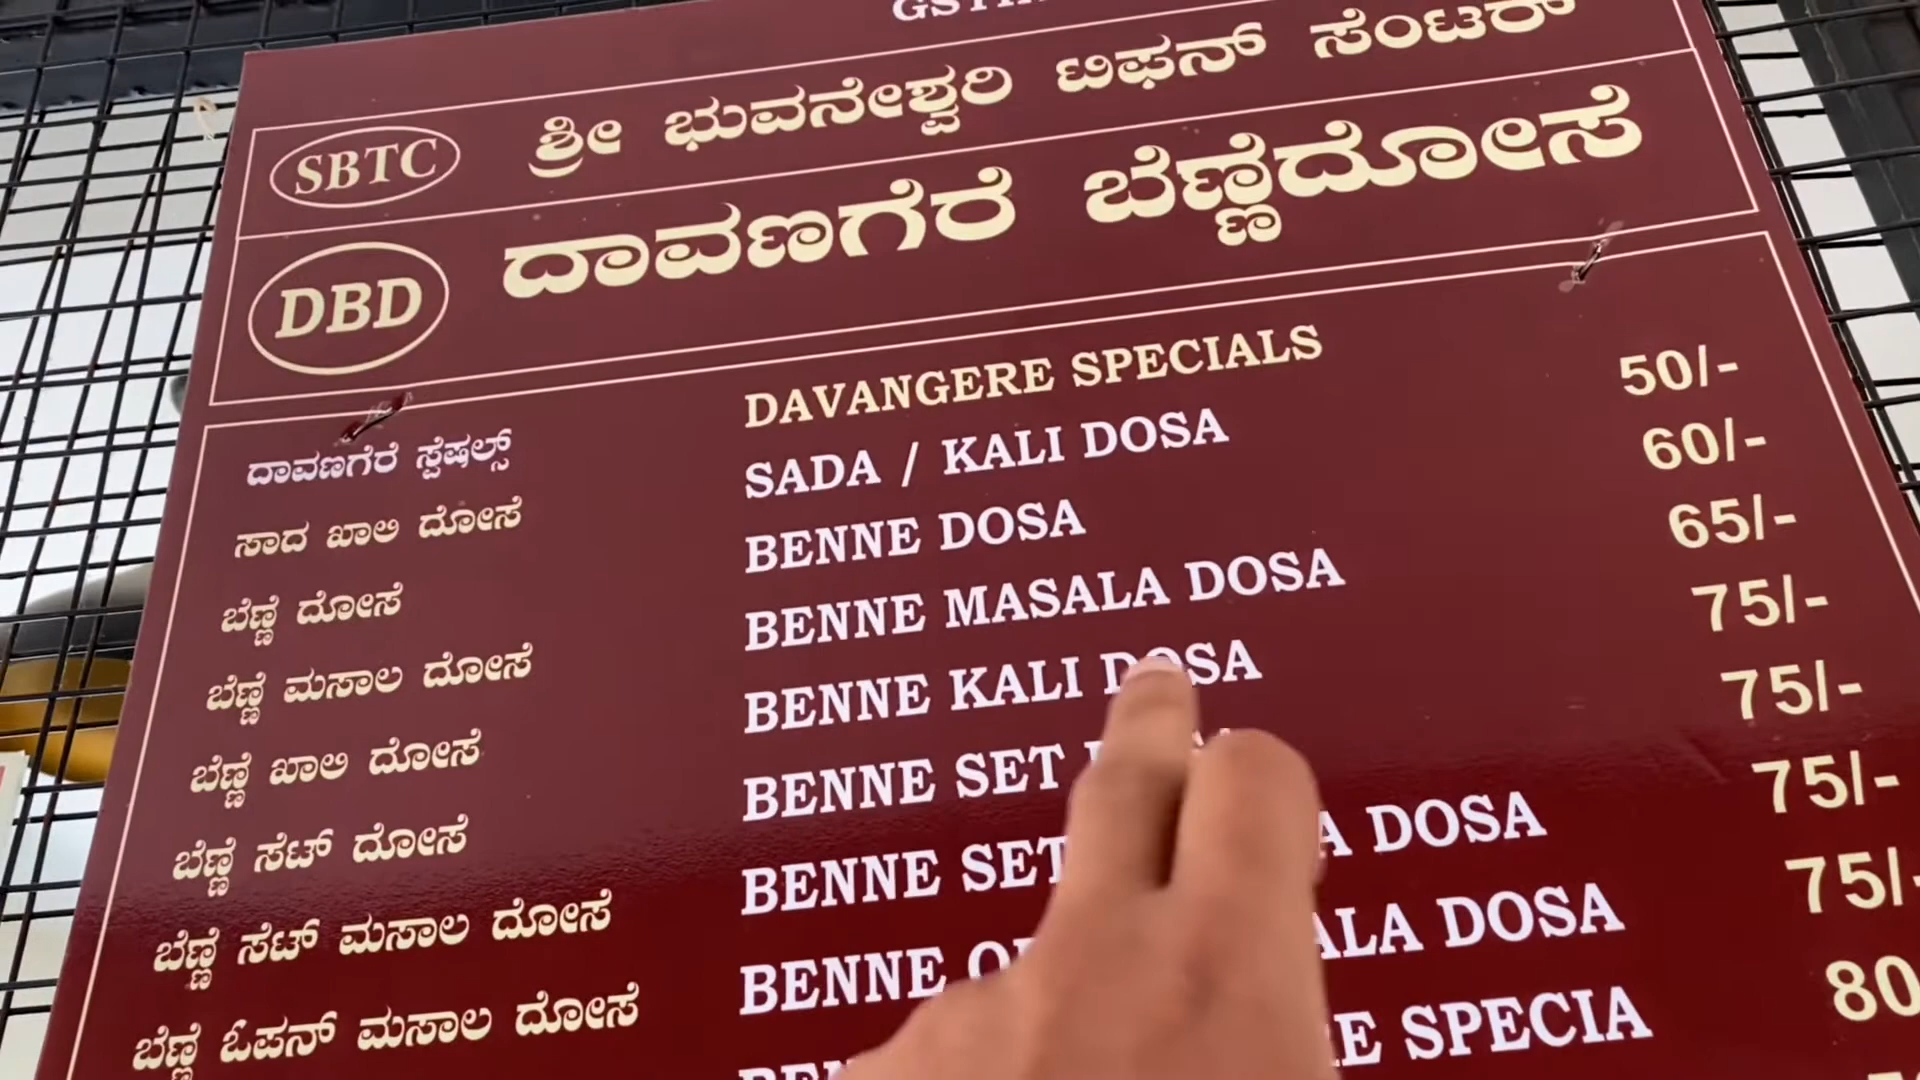 SBTC ಶ್ರೀ ಭುವನೇಶ್ವರಿ ಟಿಫನ್ ಸೆಂಟರ್
DBD ದಾವಣಗೆರೆ ಬೆಣ್ಣೆದೋಸೆ
ದಾವಣಗೆರೆ ಸ್ಪೆಷಲ್ಸ್ DAVANGERE SPECIALS
ಸಾದ ಖಾಲಿ ದೋಸೆ SADA / KALI DOSA 50/-
ಬೆಣ್ಣೆ ದೋಸೆ BENNE DOSA 60/-
ಬೆಣ್ಣೆ ಮಸಾಲ ದೋಸೆ BENNE MASALA DOSA 65/-
ಬೆಣ್ಣೆ ಖಾಲಿ ದೋಸೆ BENNE KALI DOSA 75/-
ಬೆಣ್ಣೆ ಸೆಟ್ ದೋಸೆ BENNE SET 75/-
ಬೆಣ್ಣೆ ಸೆಟ್ ಮಸಾಲ ದೋಸೆ BENNE SET DOSA 75/-
ಬೆಣ್ಣೆ ಓಪನ್ ಮಸಾಲ ದೋಸೆ BENNE DOSA 75/-
80